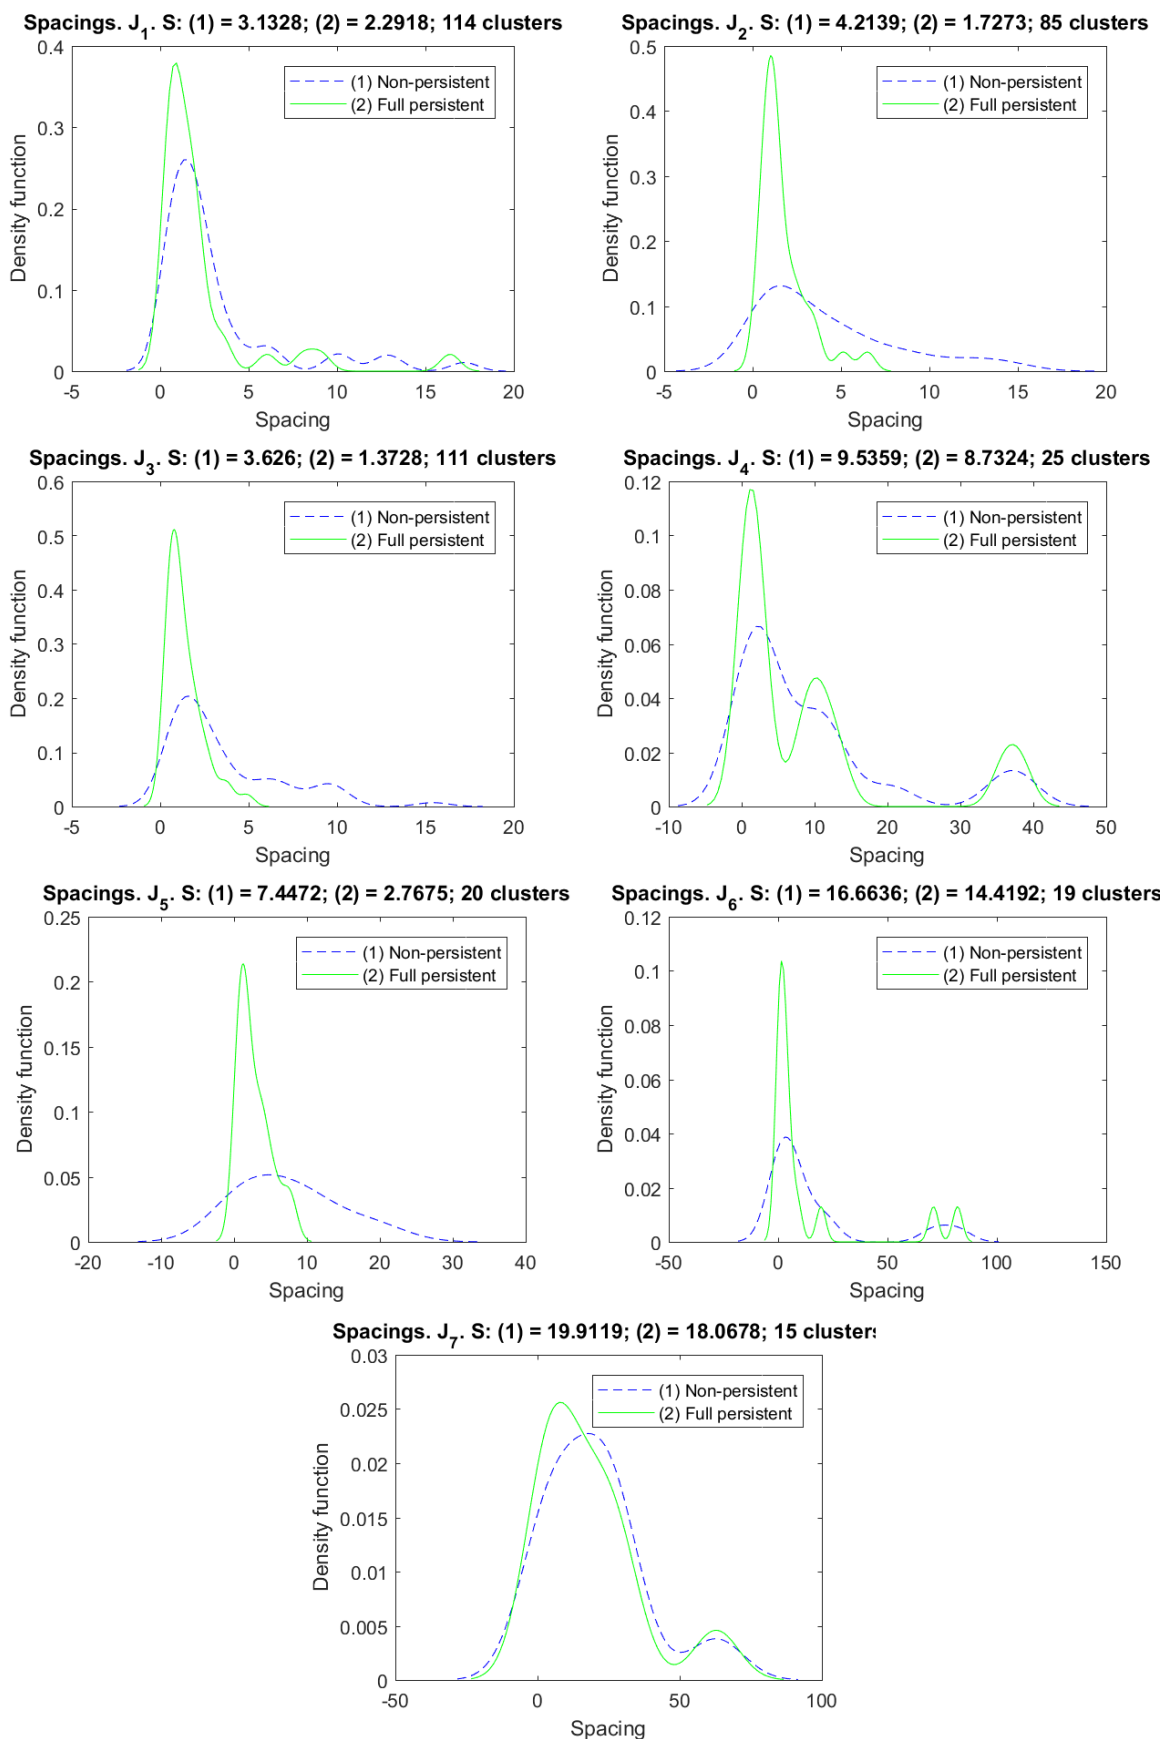 Spacings. J1. S: (1) = 3.1328; (2) = 2.2918; 114 clusters
0.4
0.3
0.2
0.1
0
Density function
(1) Non-persistent
(2) Full persistent
-5 0 5 10 15 20
Spacing
Spacings. J2. S: (1) = 4.2139; (2) = 1.7273; 85 clusters
0.5
0.4
0.3
0.2
0.1
0
Density function
(1) Non-persistent
(2) Full persistent
-5 0 5 10 15 20
Spacing
Spacings. J3. S: (1) = 3.626; (2) = 1.3728; 111 clusters
0.6
0.5
0.4
0.3
0.2
0.1
0
Density function
(1) Non-persistent
(2) Full persistent
-5 0 5 10 15 20
Spacing
Spacings. J4. S: (1) = 9.5359; (2) = 8.7324; 25 clusters
0.12
0.1
0.08
0.06
0.04
0.02
0
Density function
(1) Non-persistent
(2) Full persistent
-10 0 10 20 30 40 50
Spacing
Spacings. J5. S: (1) = 7.4472; (2) = 2.7675; 20 clusters
0.25
0.2
0.15
0.1
0.05
0
Density function
(1) Non-persistent
(2) Full persistent
-20 -10 0 10 20 30 40
Spacing
Spacings. J6. S: (1) = 16.6636; (2) = 14.4192; 19 clusters
0.12
0.1
0.08
0.06
0.04
0.02
0
Density function
(1) Non-persistent
(2) Full persistent
-50 0 50 100 150
Spacing
Spacings. J7. S: (1) = 19.9119; (2) = 18.0678; 15 clusters
0.03
0.025
0.02
0.015
0.01
0.005
0
Density function
(1) Non-persistent
(2) Full persistent
-50 0 50 100
Spacing